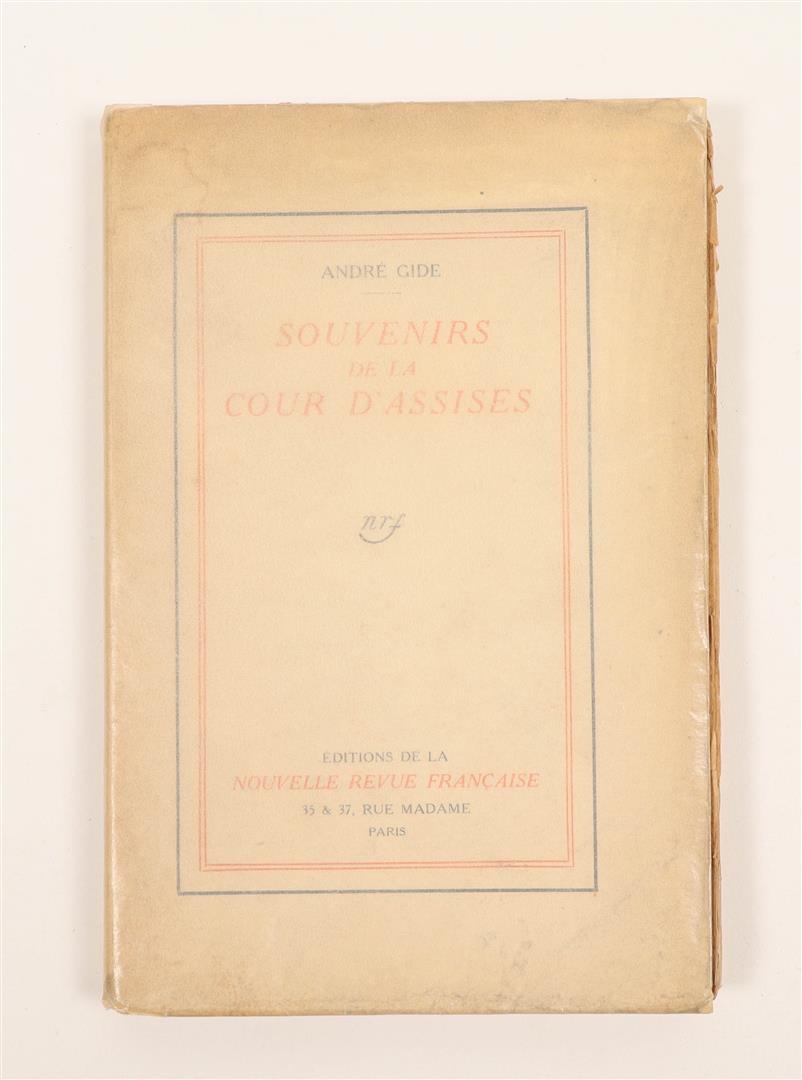 ANDRÉ GIDE
SOUVENIRS
DE LA
COUR D'ASSISES
nrf
ÉDITIONS DE LA
NOUVELLE REVUE FRANÇAISE
35 & 37, RUE MADAME
PARIS